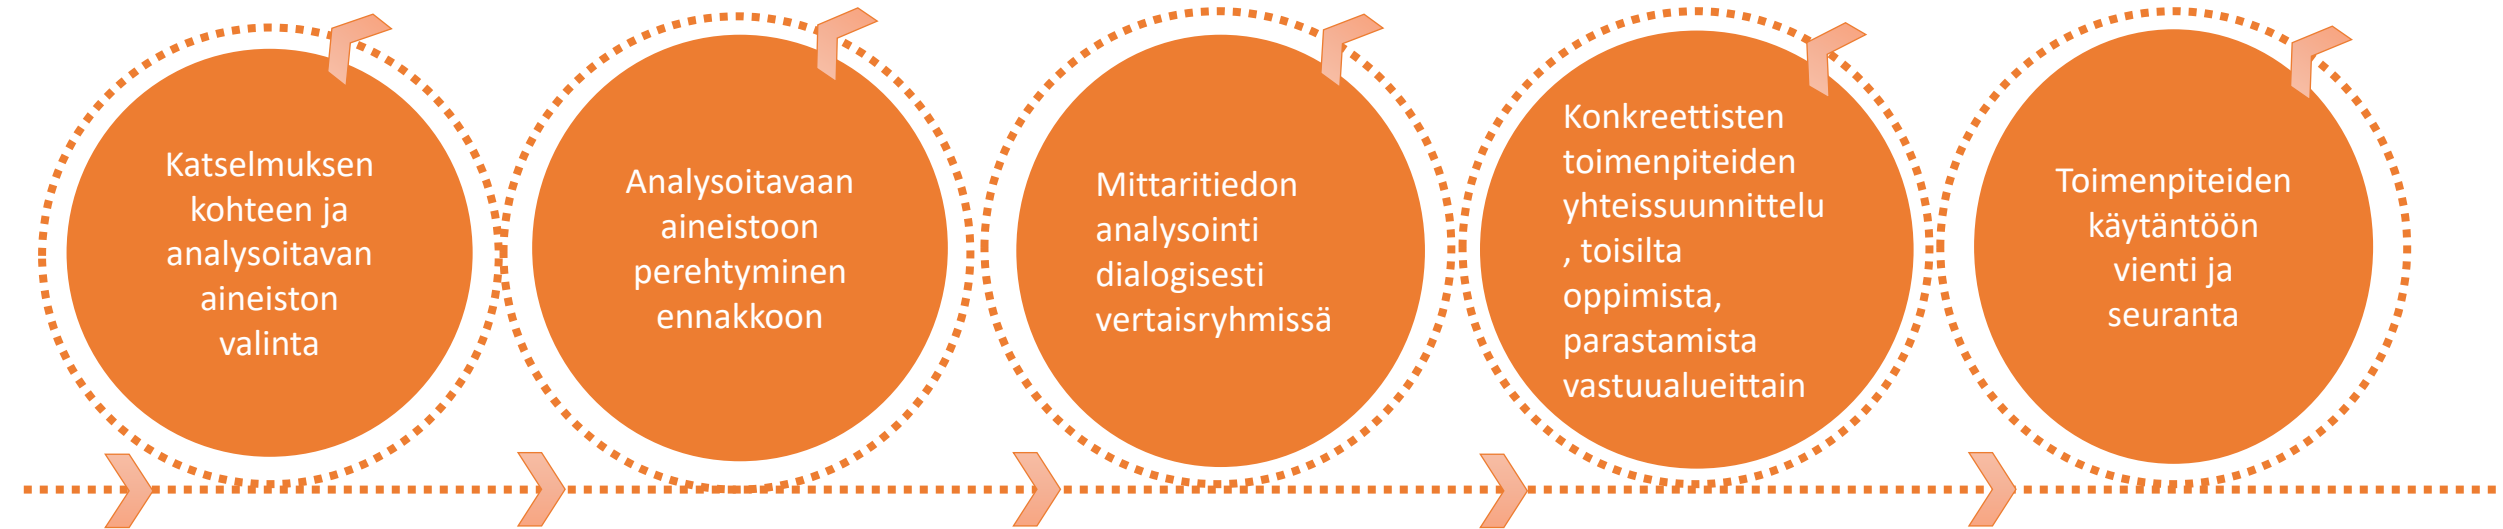 Katselmuksen
kohteen ja
analysoitavan
aineiston
valinta
Analysoitavaan
aineistoon
perehtyminen
ennakkoon
Mittaritiedon
analysointi
dialogisesti
vertaisryhmissä
Konkreettisten
toimenpiteiden
yhteissuunnittelu
, toisilta
oppimista,
parastamista
vastuualueittain
Toimenpiteiden
käytäntöön
vienti ja
seuranta